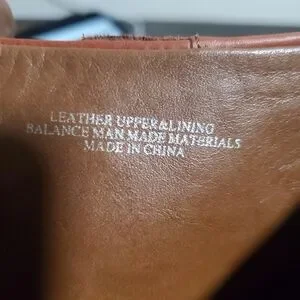 LEATHER UPPER&LINING
BALANCE MAN MADE MATERIALS
MADE IN CHINA